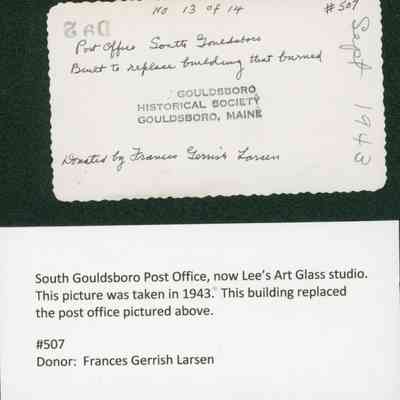 No 13 of 14 #507
Post Office South Gouldsboro
Built to replace building that burned
GOULDSBORO
HISTORICAL SOCIETY
GOULDSBORO, MAINE
Sept 1943
Donated by Frances Gerrish Larsen
South Gouldsboro Post Office, now Lee's Art Glass studio.
This picture was taken in 1943. This building replaced
the post office pictured above.
#507
Donor: Frances Gerrish Larsen